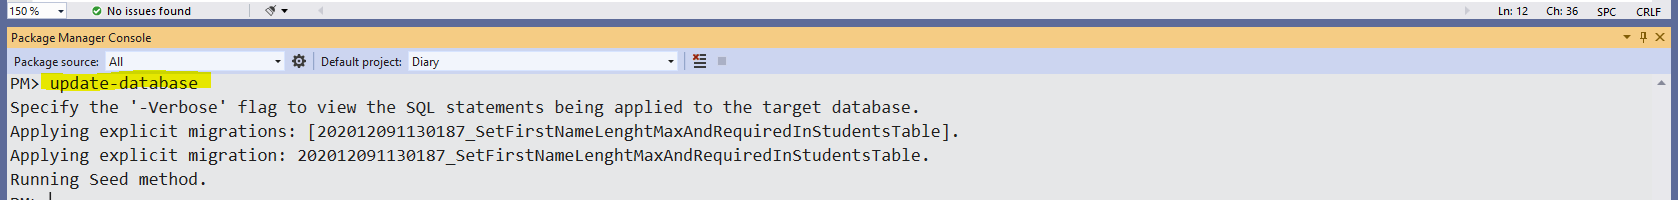 150 % No issues found Ln: 12 Ch: 36 SPC CRLF
Package Manager Console
Package source: All Default project: Diary
PM> update-database
Specify the '-Verbose' flag to view the SQL statements being applied to the target database.
Applying explicit migrations: [202012091130187_SetFirstNameLenghtMaxAndRequiredInStudentsTable].
Applying explicit migration: 202012091130187_SetFirstNameLenghtMaxAndRequiredInStudentsTable.
Running Seed method.
PM>